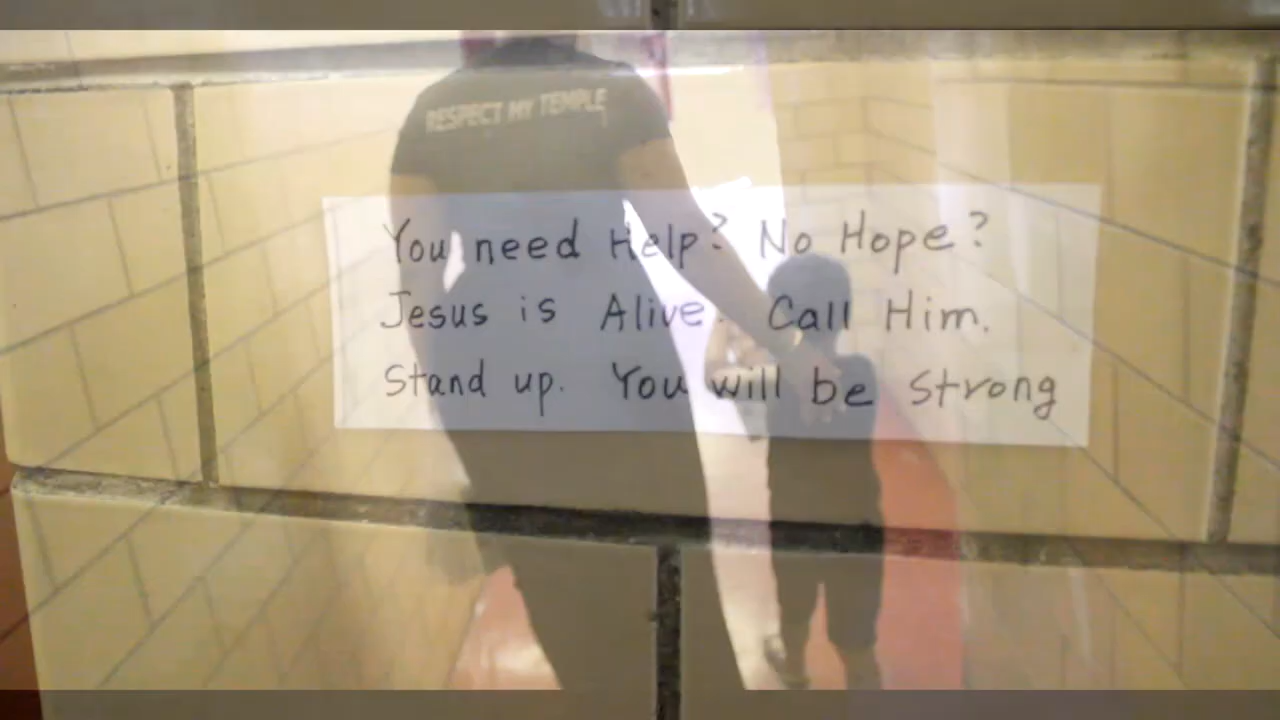 RESPECT MY TEMPLE
You need Help? No Hope?
Jesus is Alive. Call Him.
Stand up. You will be Strong